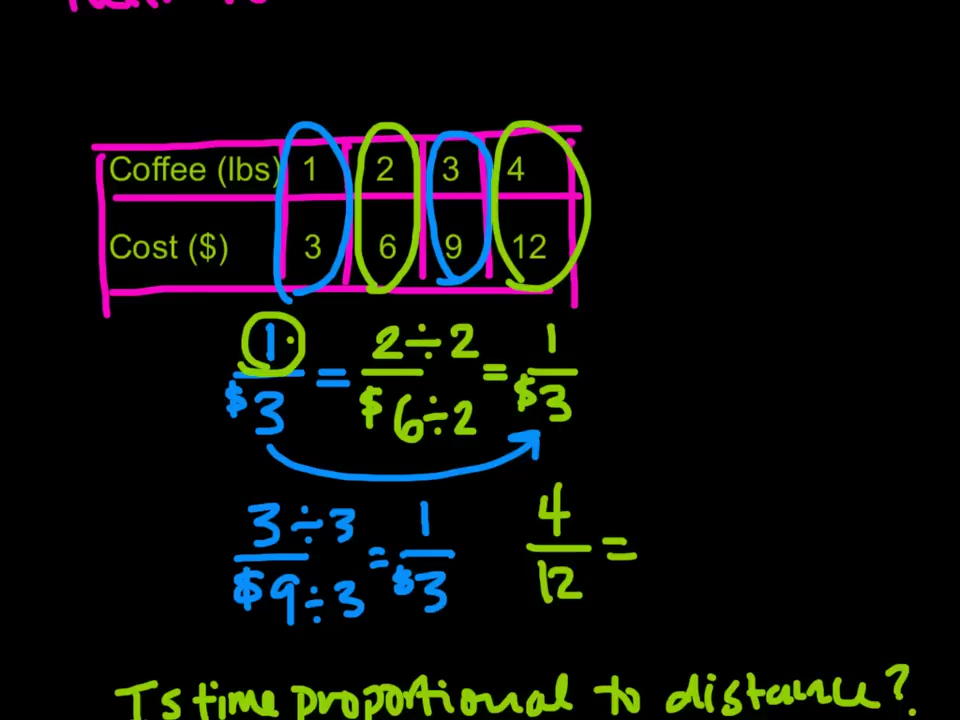 Coffee (lbs) 1 2 3 4
Cost ($) 3 6 9 12
1/$3 = 2÷2/$6÷2 = 1/$3
3÷3/$9÷3 = 1/$3 4/12 =
Is time proportional to distance?